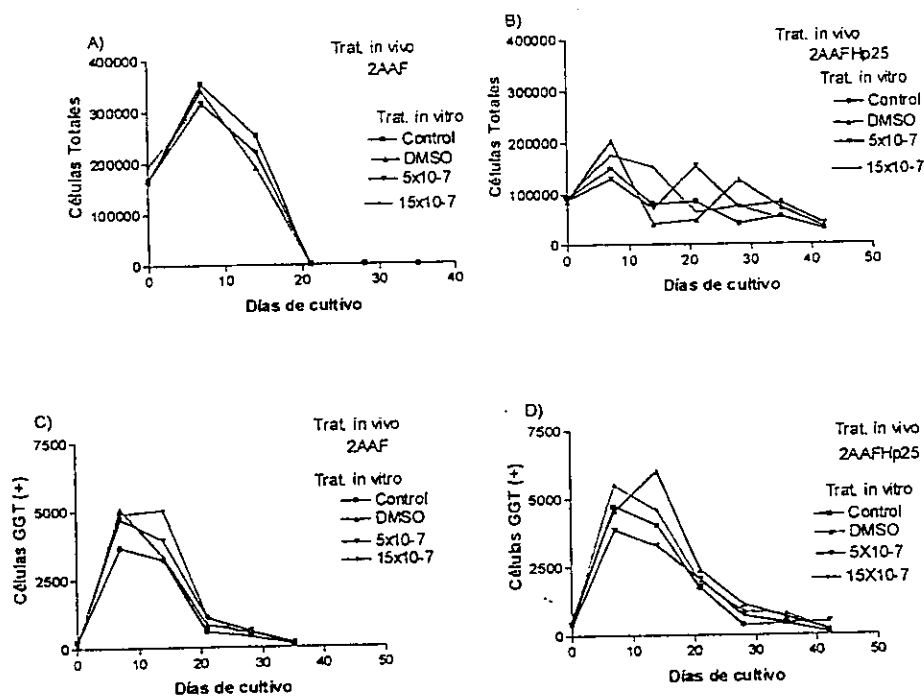 A)
Trat. in vivo
2AAF
Trat. in vitro
Control
DMSO
5x10-7
15x10-7
Células Totales
400000
300000
200000
100000
0
0 10 20 30 40
Días de cultivo
B)
Trat. in vivo
2AAFHp25
Trat. in vitro
Control
DMSO
5x10-7
15x10-7
Células Totales
400000
300000
200000
100000
0
0 10 20 30 40 50
Días de cultivo
C)
Trat. in vivo
2AAF
Trat. in vitro
Control
DMSO
5x10-7
15x10-7
Células GGT (+)
7500
5000
2500
0
0 10 20 30 40 50
Días de cultivo
D)
Trat. in vivo
2AAFHp25
Trat. in vitro
Control
DMSO
5X10-7
15X10-7
Células GGT (+)
7500
5000
2500
0
0 10 20 30 40 50
Días de cultivo